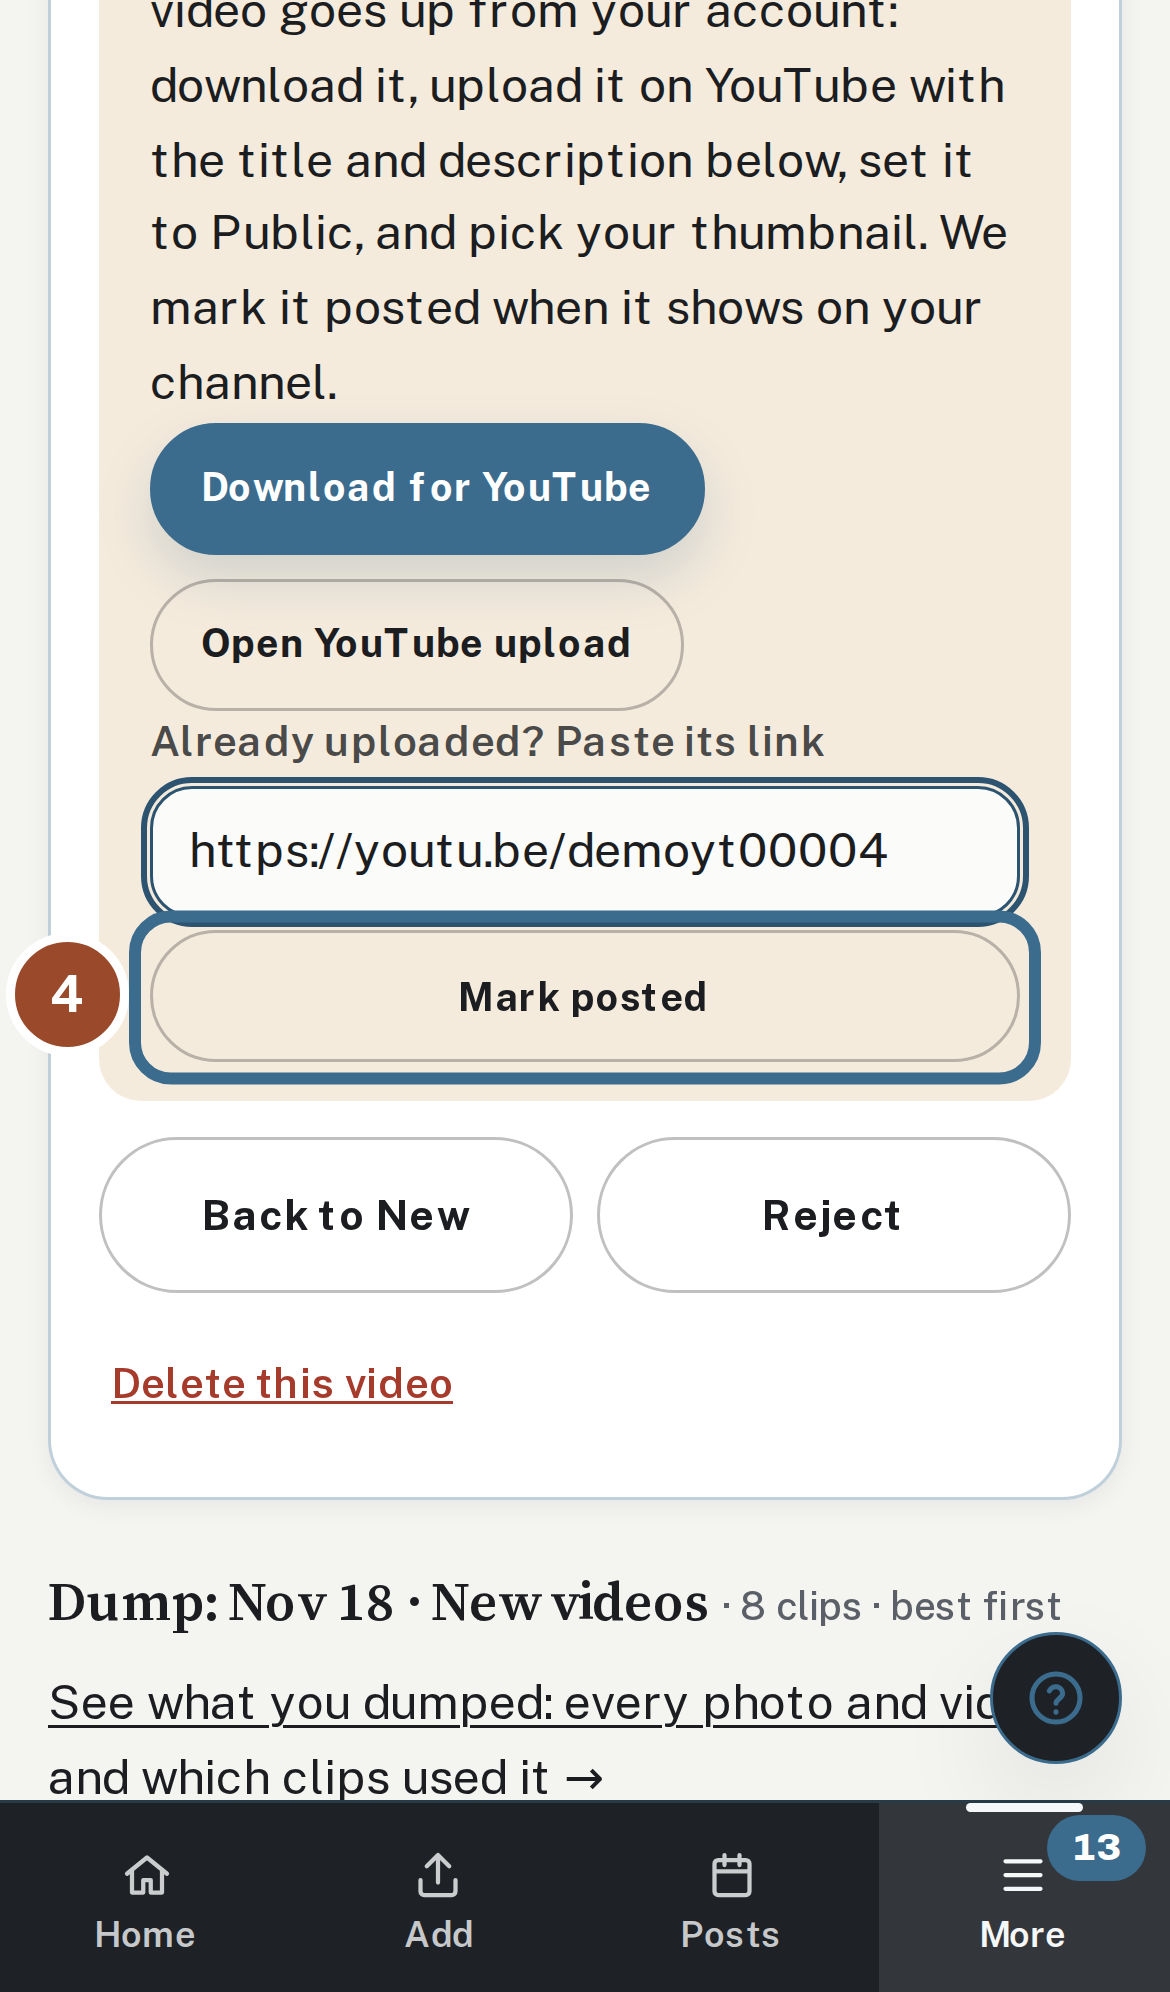 video goes up from your account:
download it, upload it on YouTube with
the title and description below, set it
to Public, and pick your thumbnail. We
mark it posted when it shows on your
channel.
Download for YouTube
Open YouTube upload
Already uploaded? Paste its link
https://youtu.be/demoyt00004
4
Mark posted
Back to New
Reject
Delete this video
Dump: Nov 18 · New videos · 8 clips · best first
See what you dumped: every photo and
and which clips used it →
13
Home
Add
Posts
More